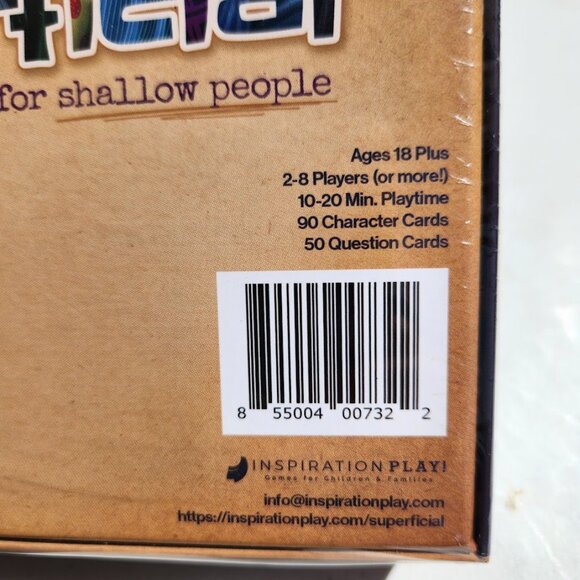 ficial
for shallow people
Ages 18 Plus
2-8 Players (or more!)
10-20 Min. Playtime
90 Character Cards
50 Question Cards
8 55004 00732 2
INSPIRATION PLAY!
Games for Children & Families
info@inspirationplay.com
https://inspirationplay.com/superficial